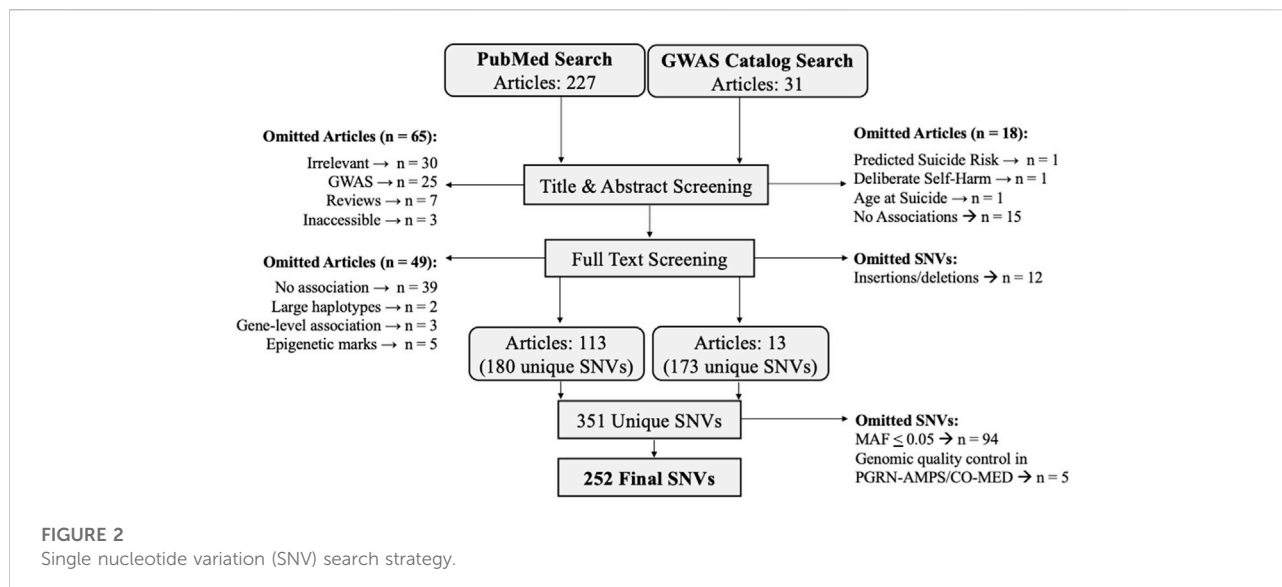 PubMed Search
Articles: 227
GWAS Catalog Search
Articles: 31
Omitted Articles (n = 65):
Irrelevant → n = 30
GWAS → n = 25
Reviews → n = 7
Inaccessible → n = 3
Title & Abstract Screening
Omitted Articles (n = 18):
Predicted Suicide Risk → n = 1
Deliberate Self-Harm → n = 1
Age at Suicide → n = 1
No Associations → n = 15
Omitted Articles (n = 49):
No association → n = 39
Large haplotypes → n = 2
Gene-level association → n = 3
Epigenetic marks → n = 5
Full Text Screening
Omitted SNVs:
Insertions/deletions → n = 12
Articles: 113
(180 unique SNVs)
Articles: 13
(173 unique SNVs)
351 Unique SNVs
Omitted SNVs:
MAF ≤ 0.05 → n = 94
Genomic quality control in
PGRN-AMPS/CO-MED → n = 5
252 Final SNVs
FIGURE 2
Single nucleotide variation (SNV) search strategy.